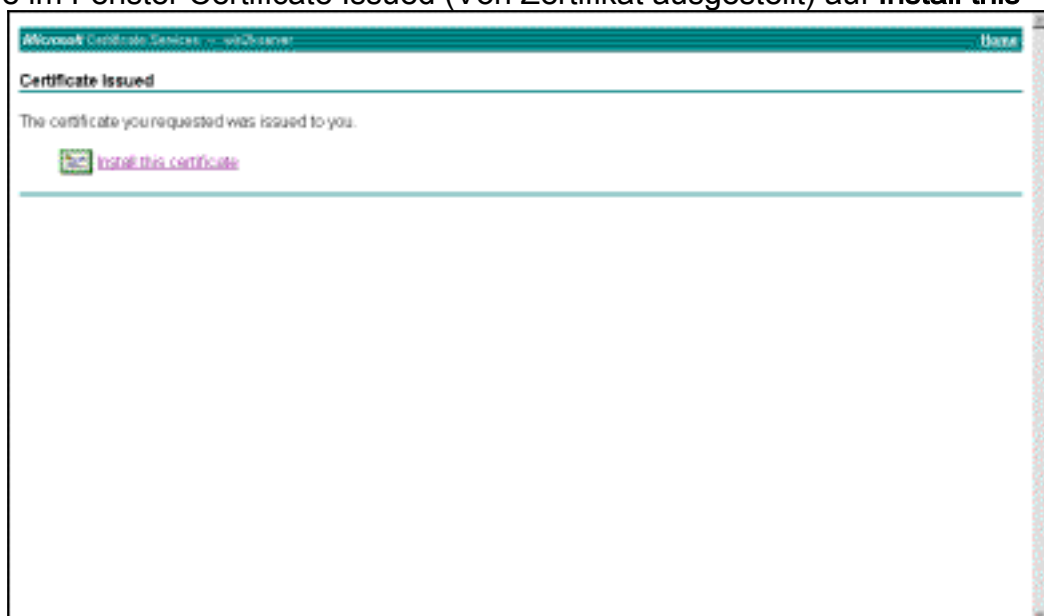 im Fenster Certificate Issued (Von Zertifikat ausgestellt) auf Install this
Microsoft Certificate Services -- win2kserver Home
Certificate Issued
The certificate you requested was issued to you.
Install this certificate